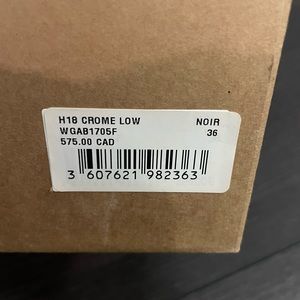 H18 CROME LOW NOIR
WGAB1705F 36
575.00 CAD
3 607621 982363